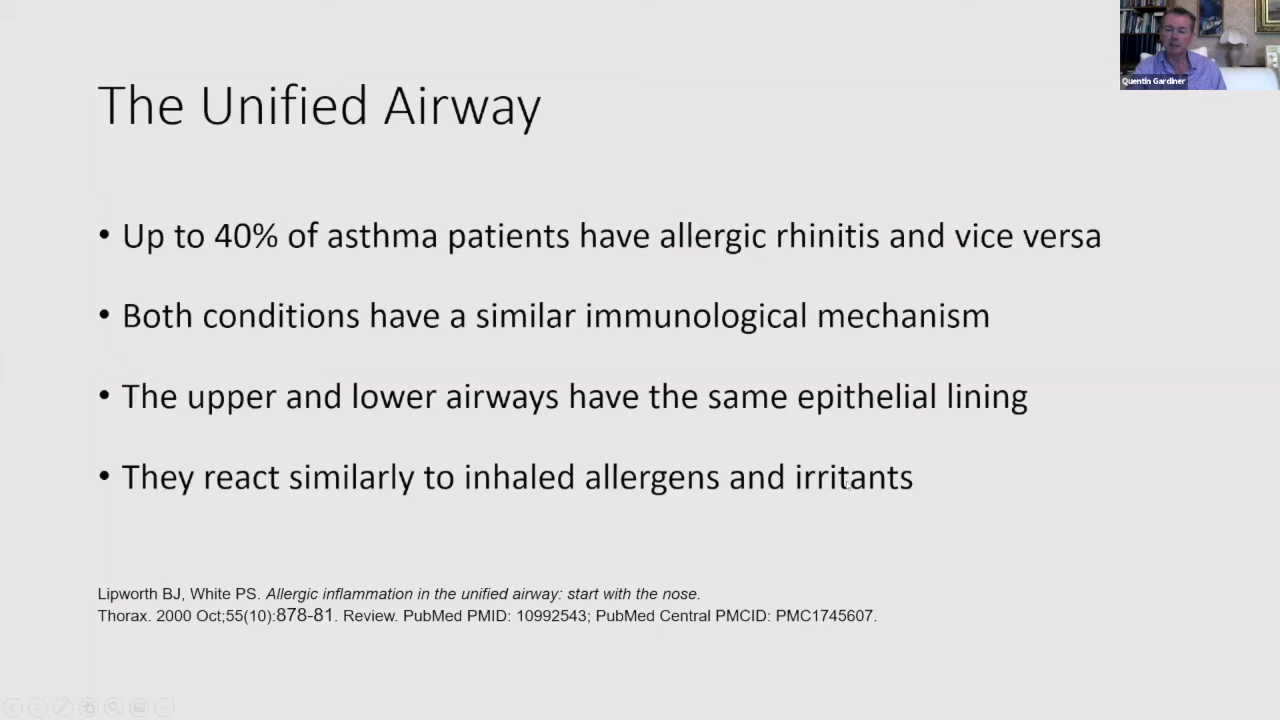 Quentin Gardiner
The Unified Airway
• Up to 40% of asthma patients have allergic rhinitis and vice versa
• Both conditions have a similar immunological mechanism
• The upper and lower airways have the same epithelial lining
• They react similarly to inhaled allergens and irritants
Lipworth BJ, White PS. Allergic inflammation in the unified airway: start with the nose.
Thorax. 2000 Oct;55(10):878-81. Review. PubMed PMID: 10992543; PubMed Central PMCID: PMC1745607.